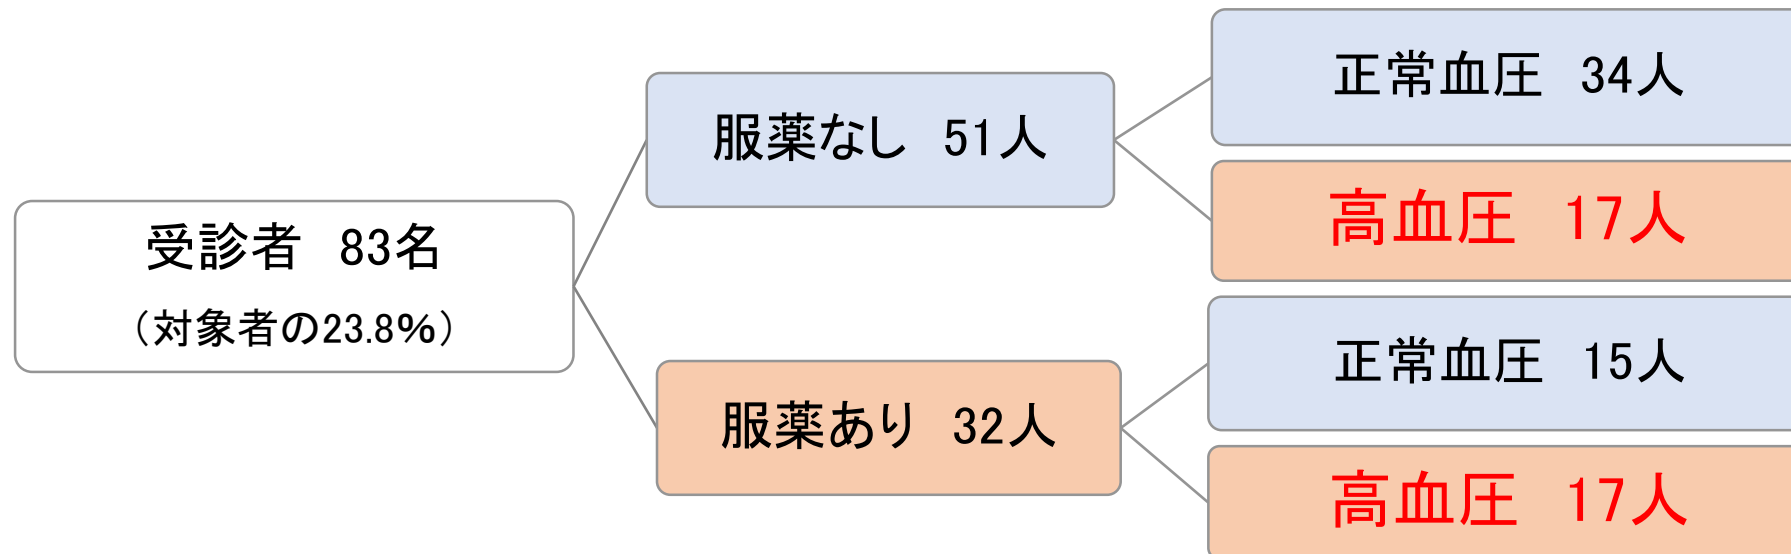 受診者　83名
（対象者の23.8％）
服薬なし　51人
正常血圧　34人
高血圧　17人
服薬あり　32人
正常血圧　15人
高血圧　17人